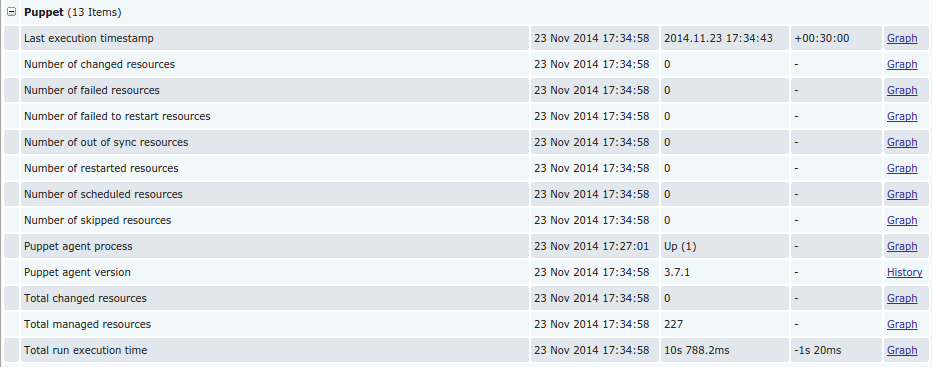 Puppet (13 Items)
Last execution timestamp 23 Nov 2014 17:34:58 2014.11.23 17:34:43 +00:30:00 Graph
Number of changed resources 23 Nov 2014 17:34:58 0 - Graph
Number of failed resources 23 Nov 2014 17:34:58 0 - Graph
Number of failed to restart resources 23 Nov 2014 17:34:58 0 - Graph
Number of out of sync resources 23 Nov 2014 17:34:58 0 - Graph
Number of restarted resources 23 Nov 2014 17:34:58 0 - Graph
Number of scheduled resources 23 Nov 2014 17:34:58 0 - Graph
Number of skipped resources 23 Nov 2014 17:34:58 0 - Graph
Puppet agent process 23 Nov 2014 17:27:01 Up (1) - Graph
Puppet agent version 23 Nov 2014 17:34:58 3.7.1 - History
Total changed resources 23 Nov 2014 17:34:58 0 - Graph
Total managed resources 23 Nov 2014 17:34:58 227 - Graph
Total run execution time 23 Nov 2014 17:34:58 10s 788.2ms -1s 20ms Graph